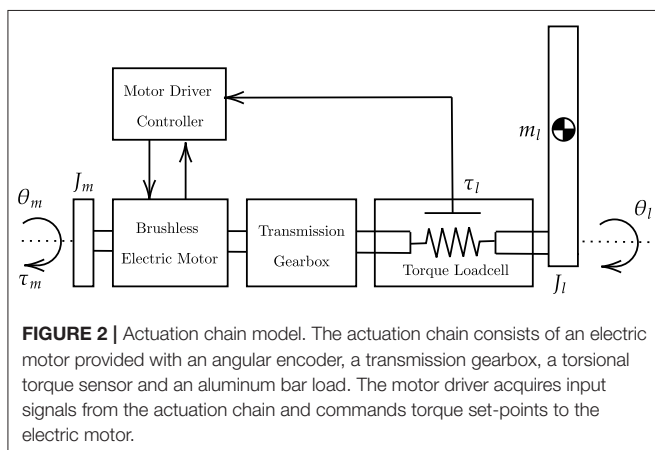 Motor Driver
Controller
m_l
τ_l
J_m
θ_m
τ_m
Brushless
Electric Motor
Transmission
Gearbox
Torque Loadcell
θ_l
J_l
FIGURE 2 | Actuation chain model. The actuation chain consists of an electric
motor provided with an angular encoder, a transmission gearbox, a torsional
torque sensor and an aluminum bar load. The motor driver acquires input
signals from the actuation chain and commands torque set-points to the
electric motor.